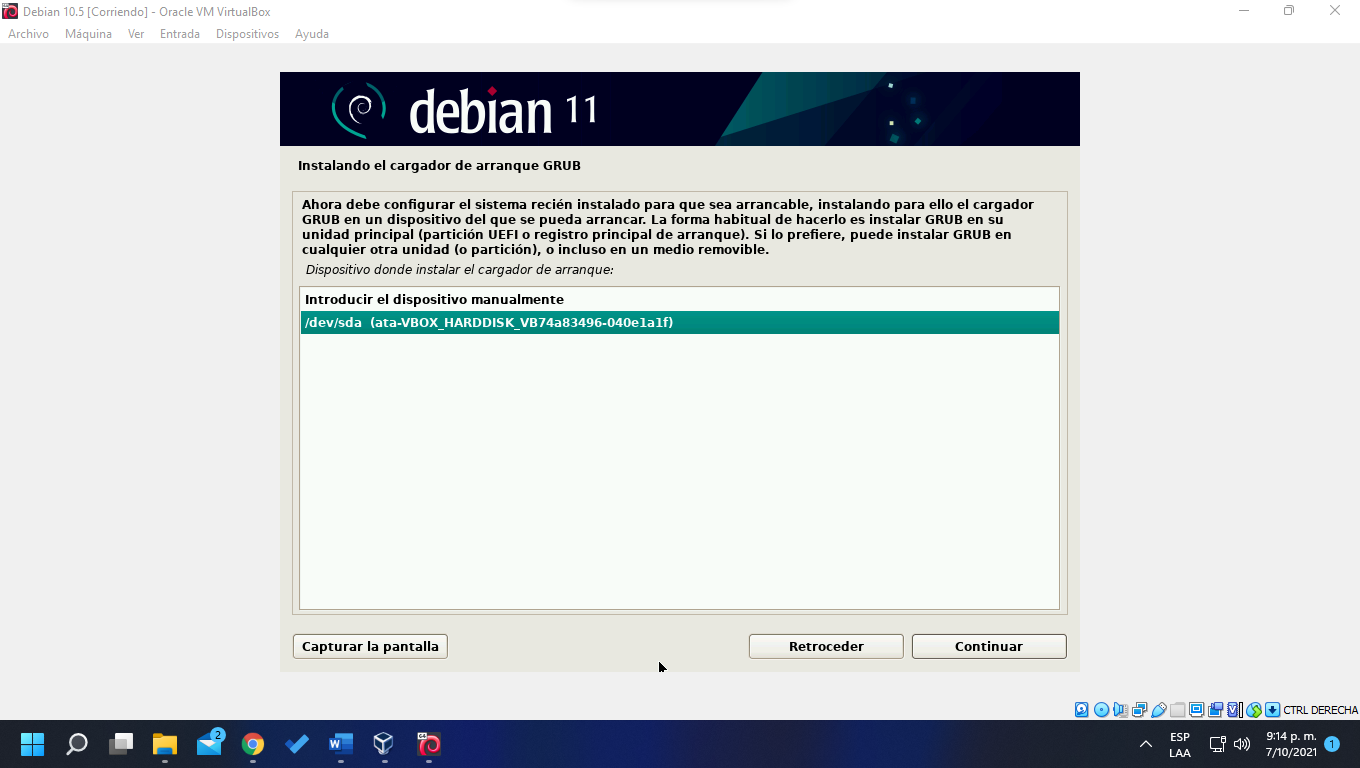 Debian 10.5 [Corriendo] - Oracle VM VirtualBox
Archivo Máquina Ver Entrada Dispositivos Ayuda
debian 11
Instalando el cargador de arranque GRUB
Ahora debe configurar el sistema recién instalado para que sea arrancable, instalando para ello el cargador
GRUB en un dispositivo del que se pueda arrancar. La forma habitual de hacerlo es instalar GRUB en su
unidad principal (partición UEFI o registro principal de arranque). Si lo prefiere, puede instalar GRUB en
cualquier otra unidad (o partición), o incluso en un medio removible.
Dispositivo donde instalar el cargador de arranque:
Introducir el dispositivo manualmente
/dev/sda (ata-VBOX_HARDDISK_VB74a83496-040e1a1f)
Capturar la pantalla Retroceder Continuar
CTRL DERECHA
2
W
64
ESP
LAA
9:14 p. m.
7/10/2021
1